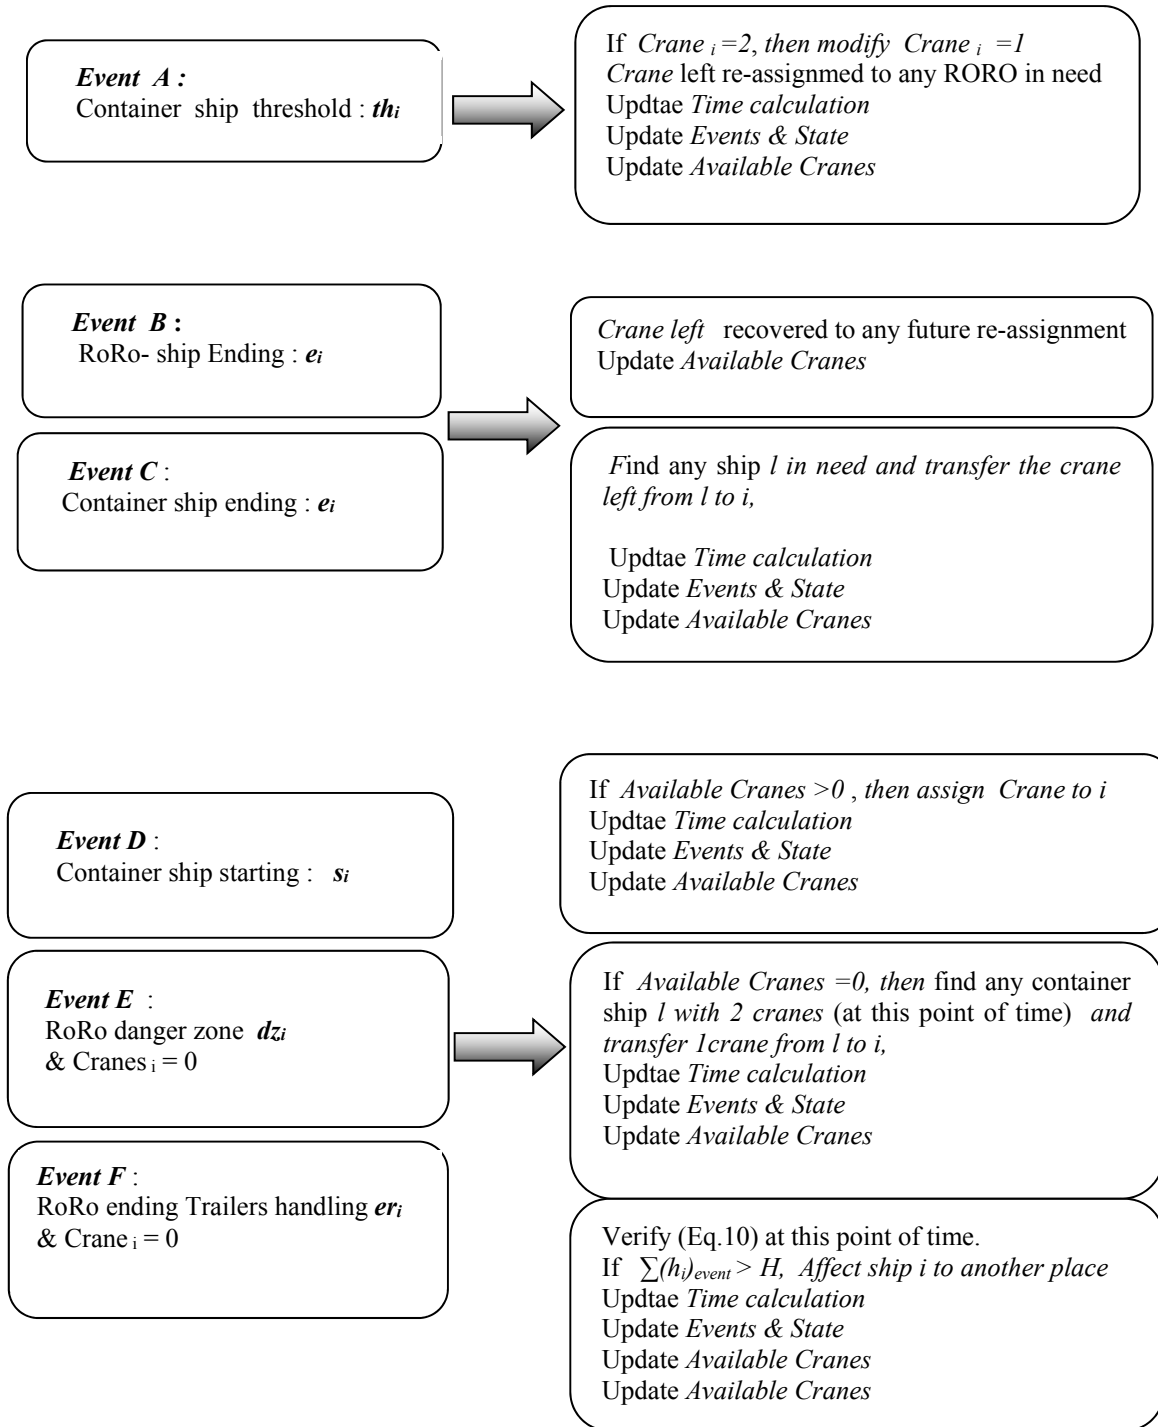 Event A :
Container ship threshold : thi
If Crane i =2, then modify Crane i =1
Crane left re-assignmed to any RORO in need
Updtae Time calculation
Update Events & State
Update Available Cranes
Event B :
RoRo- ship Ending : ei
Crane left recovered to any future re-assignment
Update Available Cranes
Event C :
Container ship ending : ei
Find any ship l in need and transfer the crane
left from l to i,
Updtae Time calculation
Update Events & State
Update Available Cranes
Event D :
Container ship starting : si
If Available Cranes >0 , then assign Crane to i
Updtae Time calculation
Update Events & State
Update Available Cranes
Event E :
RoRo danger zone dzi
& Cranes i = 0
If Available Cranes =0, then find any container
ship l with 2 cranes (at this point of time) and
transfer 1crane from l to i,
Updtae Time calculation
Update Events & State
Update Available Cranes
Event F :
RoRo ending Trailers handling eri
& Crane i = 0
Verify (Eq.10) at this point of time.
If ∑(hi)event > H, Affect ship i to another place
Updtae Time calculation
Update Events & State
Update Available Cranes
Update Available Cranes